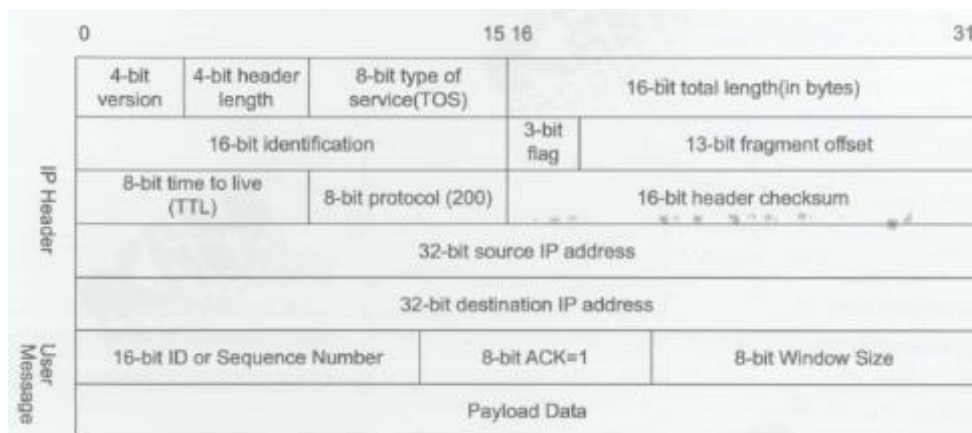 0 15 16 31
4-bit version 4-bit header length 8-bit type of service(TOS) 16-bit total length(in bytes)
16-bit identification 3-bit flag 13-bit fragment offset
8-bit time to live (TTL) 8-bit protocol (200) 16-bit header checksum
32-bit source IP address
32-bit destination IP address
16-bit ID or Sequence Number 8-bit ACK=1 8-bit Window Size
Payload Data
IP Header
User Message